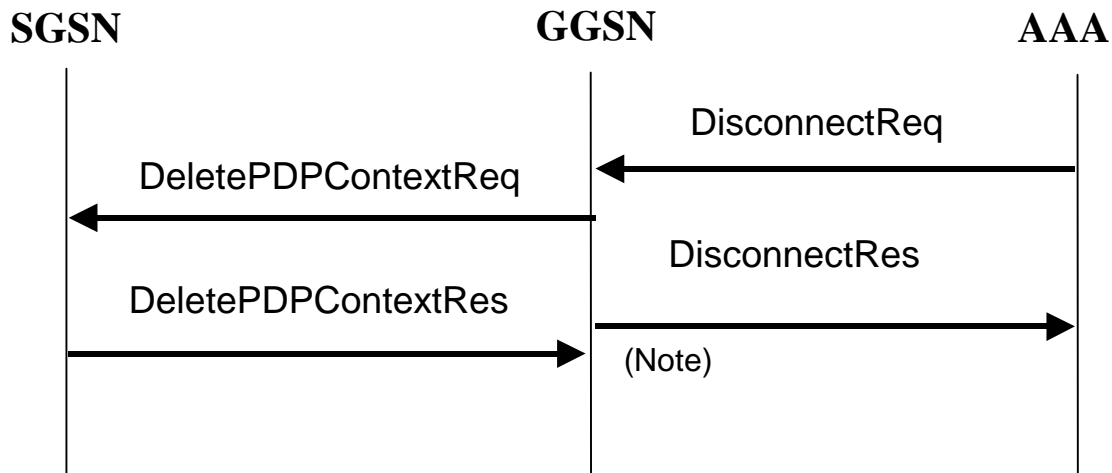 SGSN
GGSN
AAA
DisconnectReq
DeletePDPContextReq
DisconnectRes
DeletePDPContextRes
(Note)